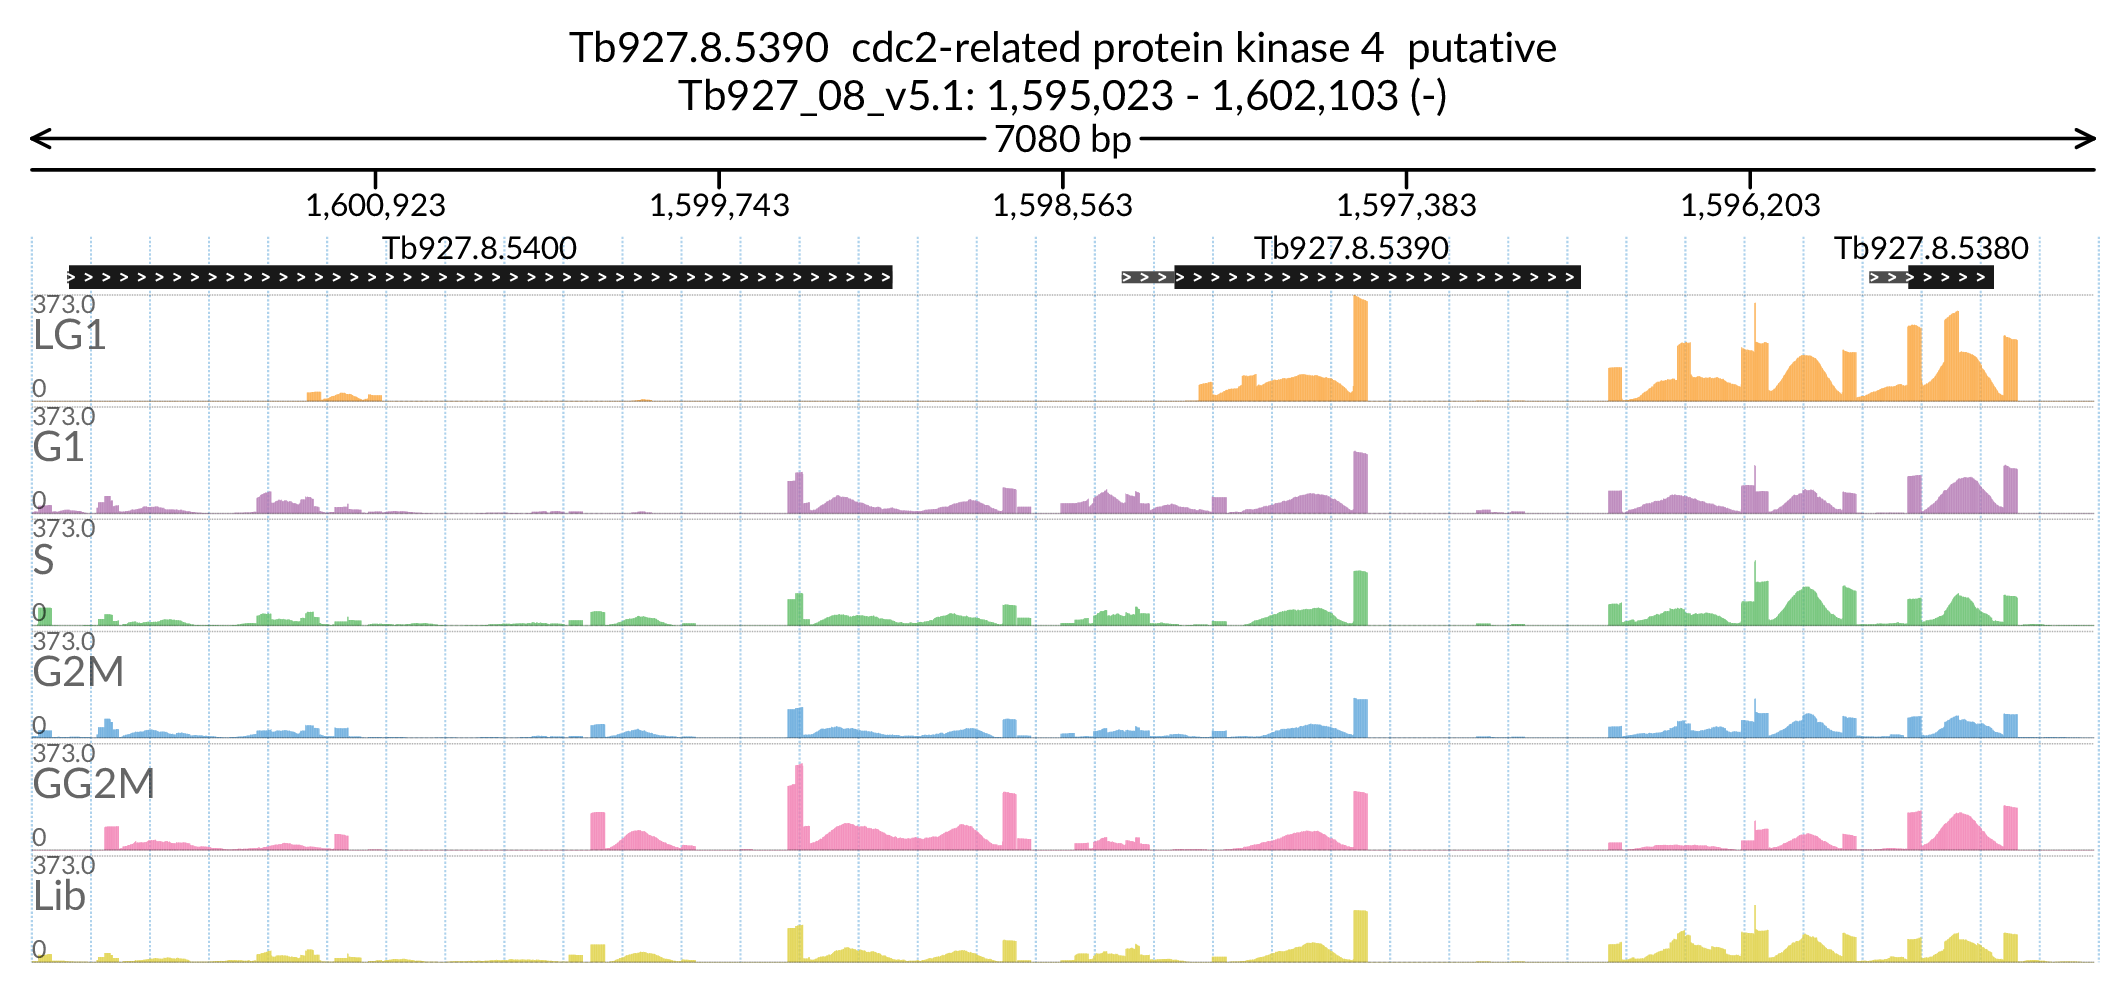 Tb927.8.5390  cdc2-related protein kinase 4  putative
Tb927_08_v5.1: 1,595,023 - 1,602,103 (-)
7080 bp
1,600,923 1,599,743 1,598,563 1,597,383 1,596,203
Tb927.8.5400 Tb927.8.5390 Tb927.8.5380
373.0
LG1
0
373.0
G1
0
373.0
S
0
373.0
G2M
0
373.0
GG2M
0
373.0
Lib
0